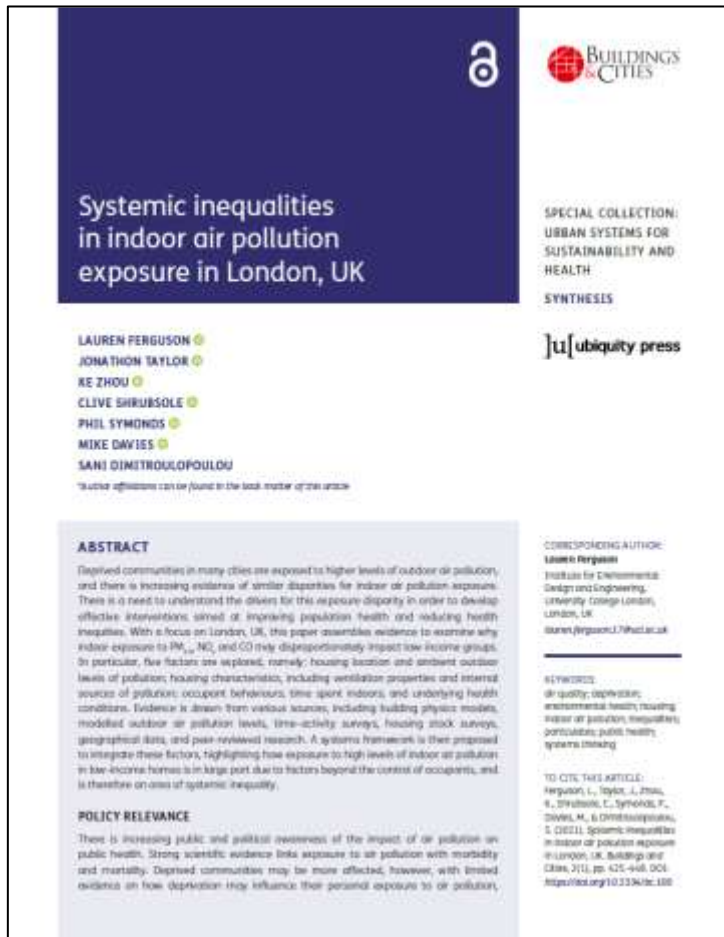 BUILDINGS
& CITIES
Systemic inequalities
in indoor air pollution
exposure in London, UK
SPECIAL COLLECTION:
URBAN SYSTEMS FOR
SUSTAINABILITY AND
HEALTH
SYNTHESIS
]u[ ubiquity press
LAUREN FERGUSON
JONATHON TAYLOR
KE ZHOU
CLIVE SHRUBSOLE
PHIL SYMONDS
MIKE DAVIES
SANI DIMITROULOPOULOU
*Author affiliations can be found in the back matter of this article
ABSTRACT
Deprived communities in many cities are exposed to higher levels of outdoor air pollution,
and there is increasing evidence of similar disparities for indoor air pollution exposure.
There is a need to understand the drivers for this exposure disparity in order to develop
effective interventions aimed at improving population health and reducing health
inequities. With a focus on London, UK, this paper assembles evidence to examine why
indoor exposure to PM2.5, NOx and CO may disproportionately impact low income groups.
In particular, five factors are explored, namely: housing location and ambient outdoor
levels of pollution; housing characteristics, including ventilation properties and internal
sources of pollution; occupant behaviours; time spent indoors; and underlying health
conditions. Evidence is drawn from various sources, including building physics models,
modelled outdoor air pollution levels, time-activity surveys, housing stock surveys,
geographical data, and peer-reviewed research. A systems framework is then proposed
to integrate these factors, highlighting how exposure to high levels of indoor air pollution
in low-income homes is in large part due to factors beyond the control of occupants, and
is therefore an area of systemic inequality.
POLICY RELEVANCE
There is increasing public and political awareness of the impact of air pollution on
public health. Strong scientific evidence links exposure to air pollution with morbidity
and mortality. Deprived communities may be more affected, however, with limited
evidence on how deprivation may influence their personal exposure to air pollution,
CORRESPONDING AUTHOR:
Lauren Ferguson
Institute for Environmental
Design and Engineering,
University College London,
London, UK
KEYWORDS:
air quality; deprivation;
environmental health; housing;
indoor air pollution; inequalities;
particulates; public health;
systems thinking
TO CITE THIS ARTICLE:
Ferguson, L., Taylor, J., Zhou,
K., Shrubsole, C., Symonds, P.,
Davies, M., & Dimitroulopoulou,
S. (2021). Systemic inequalities
in indoor air pollution exposure
in London, UK. Buildings and
Cities, 2(1), pp. 425–448. DOI: